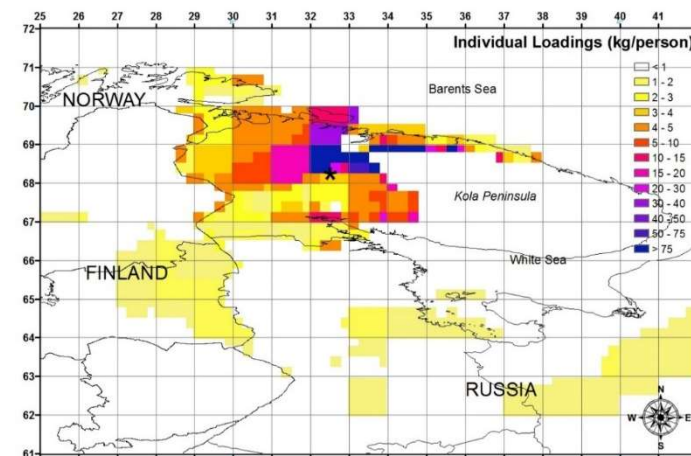 25 26 27 28 29 30 31 32 33 34 35 36 37 38 39 40 41
72
71
70
69
68
67
66
65
64
63
62
61
Individual Loadings (kg/person)
< 1
1 - 2
2 - 3
3 - 4
4 - 5
5 - 10
10 - 15
15 - 20
20 - 30
30 - 40
40 - 50
50 - 75
> 75
Barents Sea
NORWAY
Kola Peninsula
White Sea
FINLAND
RUSSIA
N
W E
S